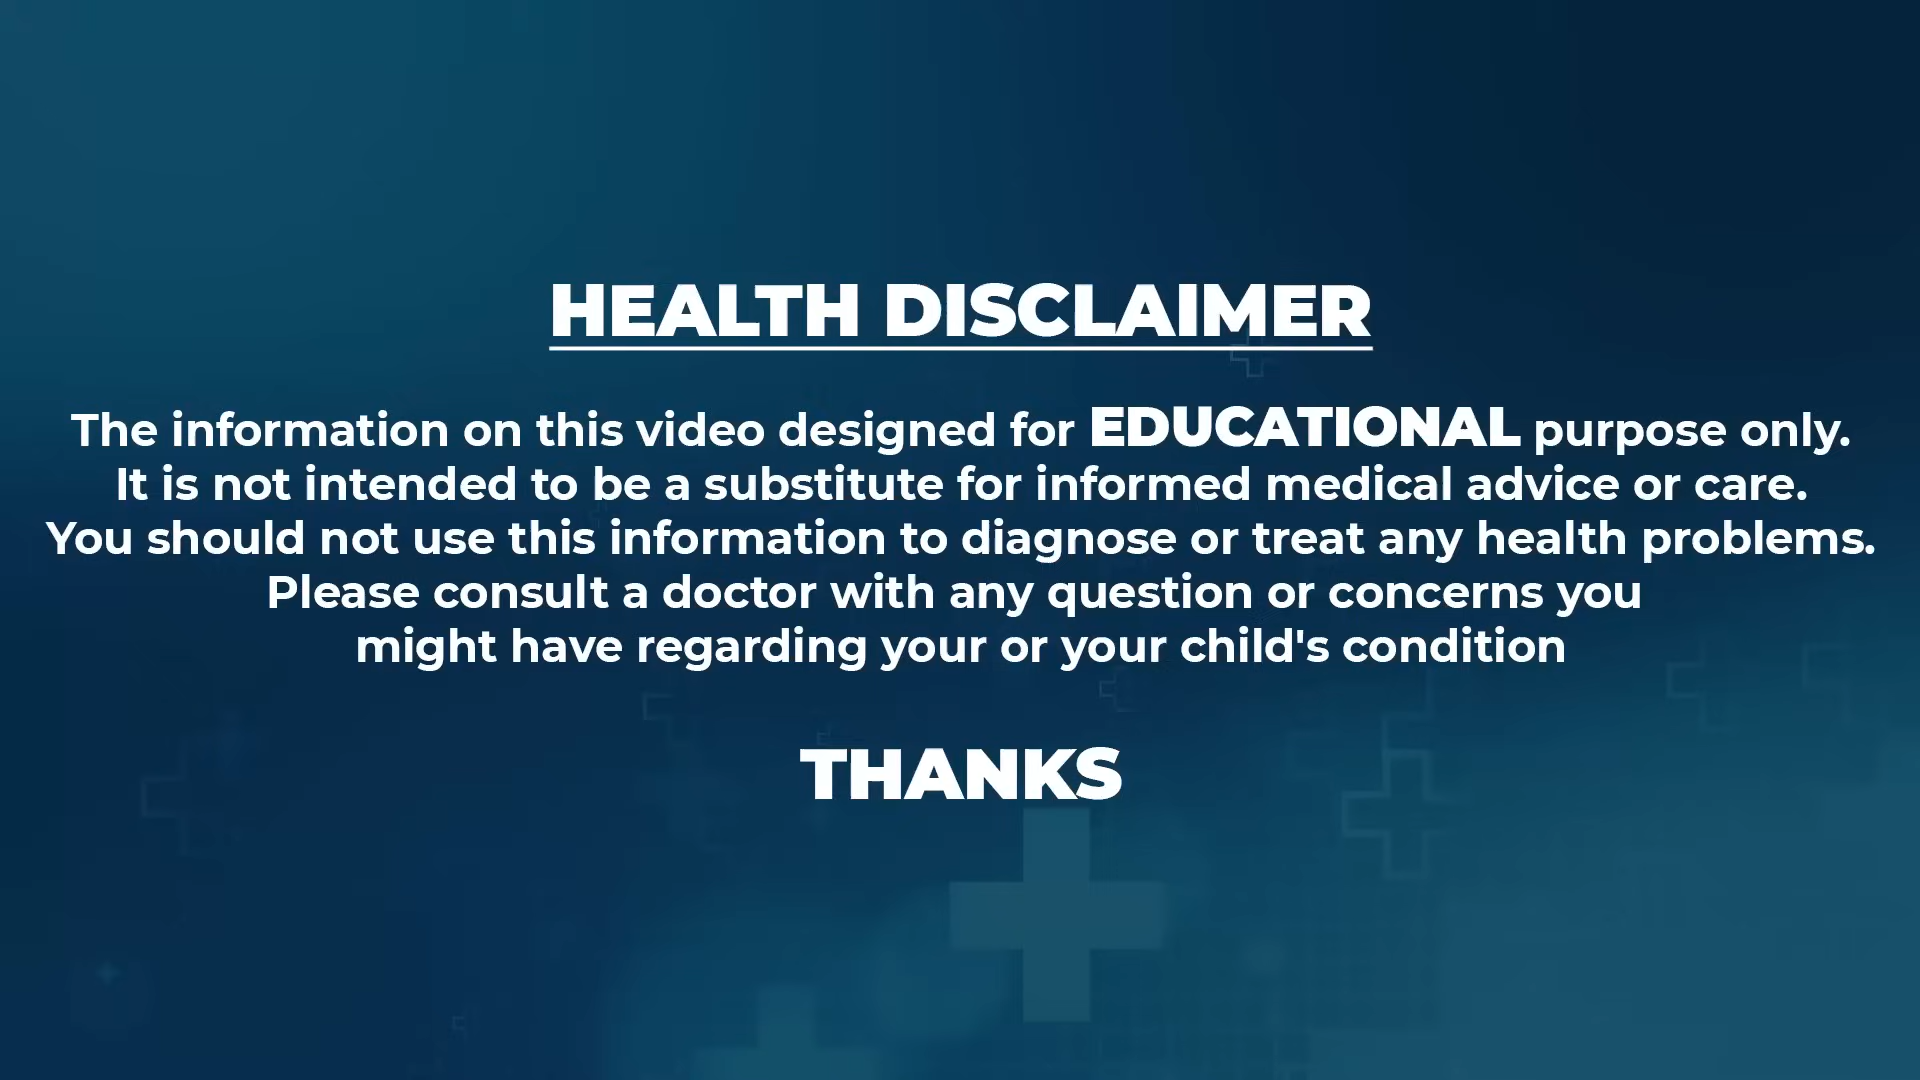 HEALTH DISCLAIMER
The information on this video designed for EDUCATIONAL purpose only.
It is not intended to be a substitute for informed medical advice or care.
You should not use this information to diagnose or treat any health problems.
Please consult a doctor with any question or concerns you
might have regarding your or your child's condition
THANKS